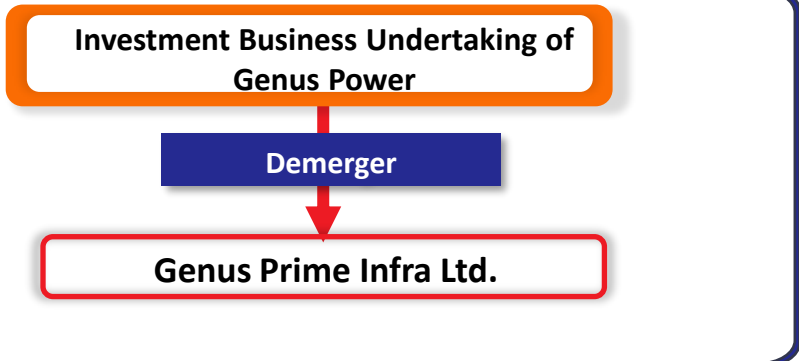 Investment Business Undertaking of
Genus Power
Demerger
Genus Prime Infra Ltd.